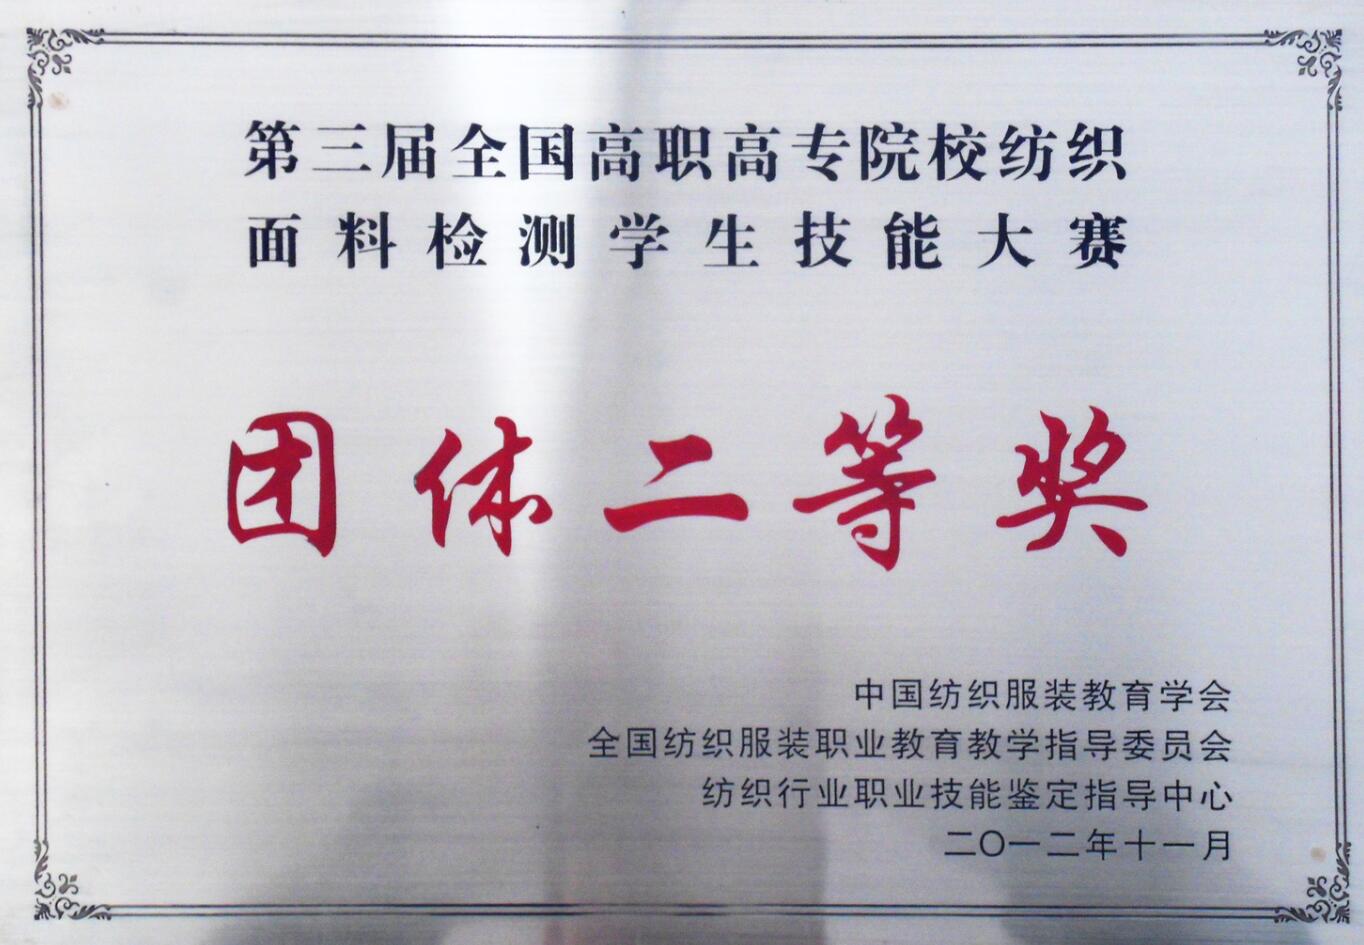 第三届全国高职高专院校纺织
面料检测学生技能大赛
团体二等奖
中国纺织服装教育学会
全国纺织服装职业教育教学指导委员会
纺织行业职业技能鉴定指导中心
二〇一二年十一月